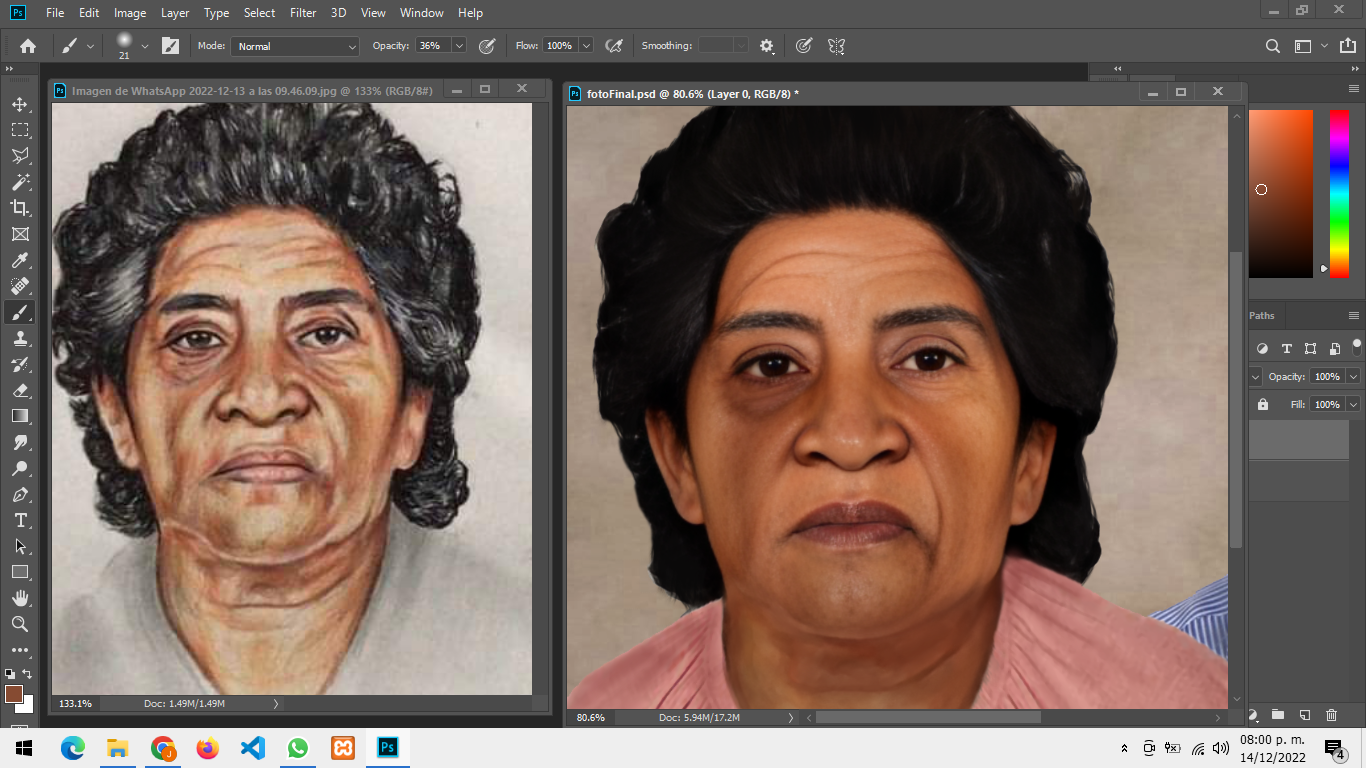 Ps File Edit Image Layer Type Select Filter 3D View Window Help
21 Mode: Normal Opacity: 36% Flow: 100% Smoothing:
Ps Imagen de WhatsApp 2022-12-13 a las 09.46.09.jpg @ 133% (RGB/8#)
Ps fotoFinal.psd @ 80.6% (Layer 0, RGB/8) *
Paths
Opacity: 100%
Fill: 100%
133.1% Doc: 1.49M/1.49M
80.6% Doc: 5.94M/17.2M
J
Ps
08:00 p. m.
14/12/2022
4